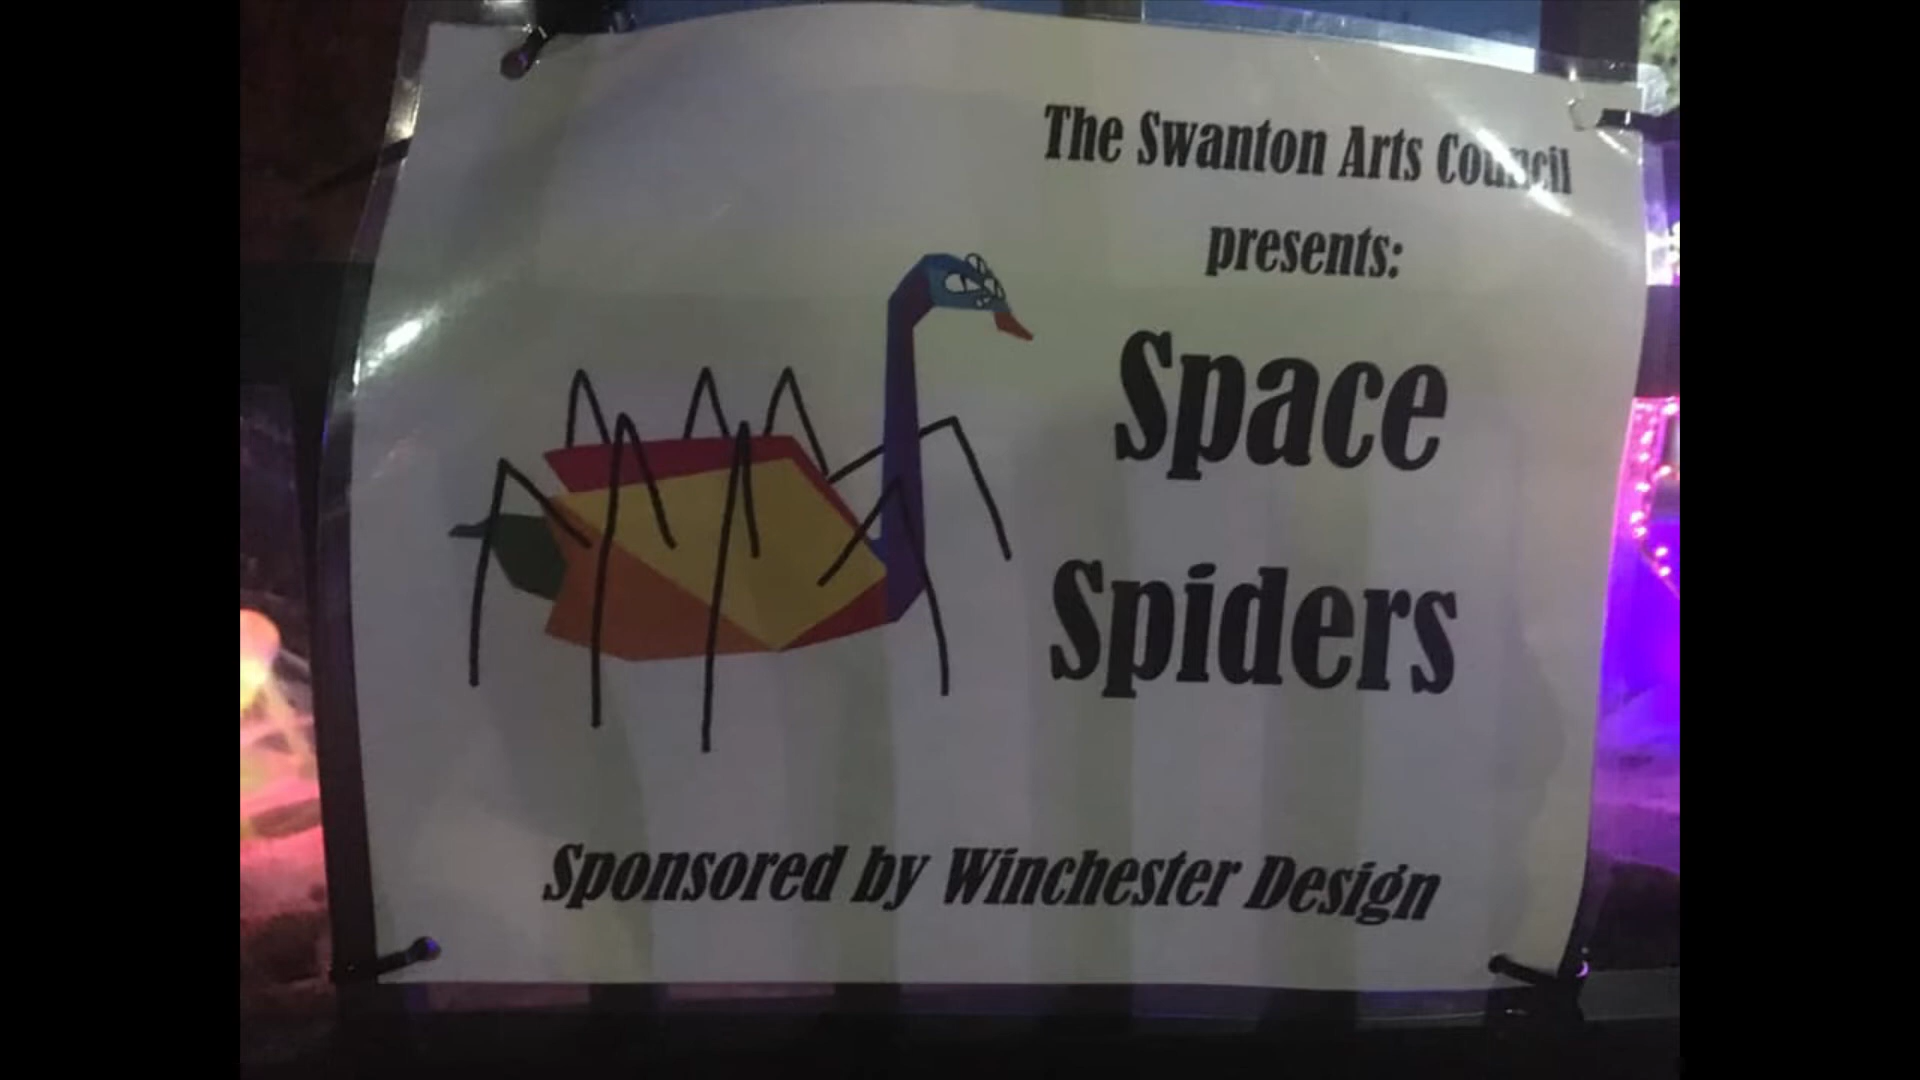 The Swanton Arts Council
presents:
Space
Spiders
Sponsored by Winchester Design